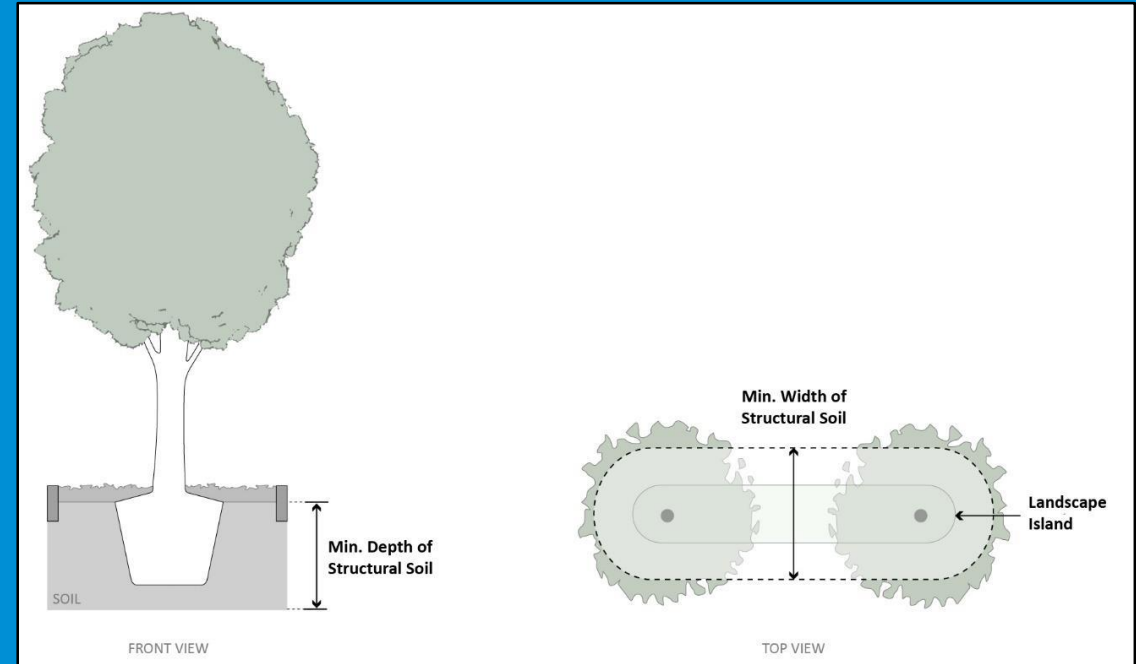 Min. Width of
Structural Soil
Landscape
Island
Min. Depth of
Structural Soil
SOIL
FRONT VIEW
TOP VIEW